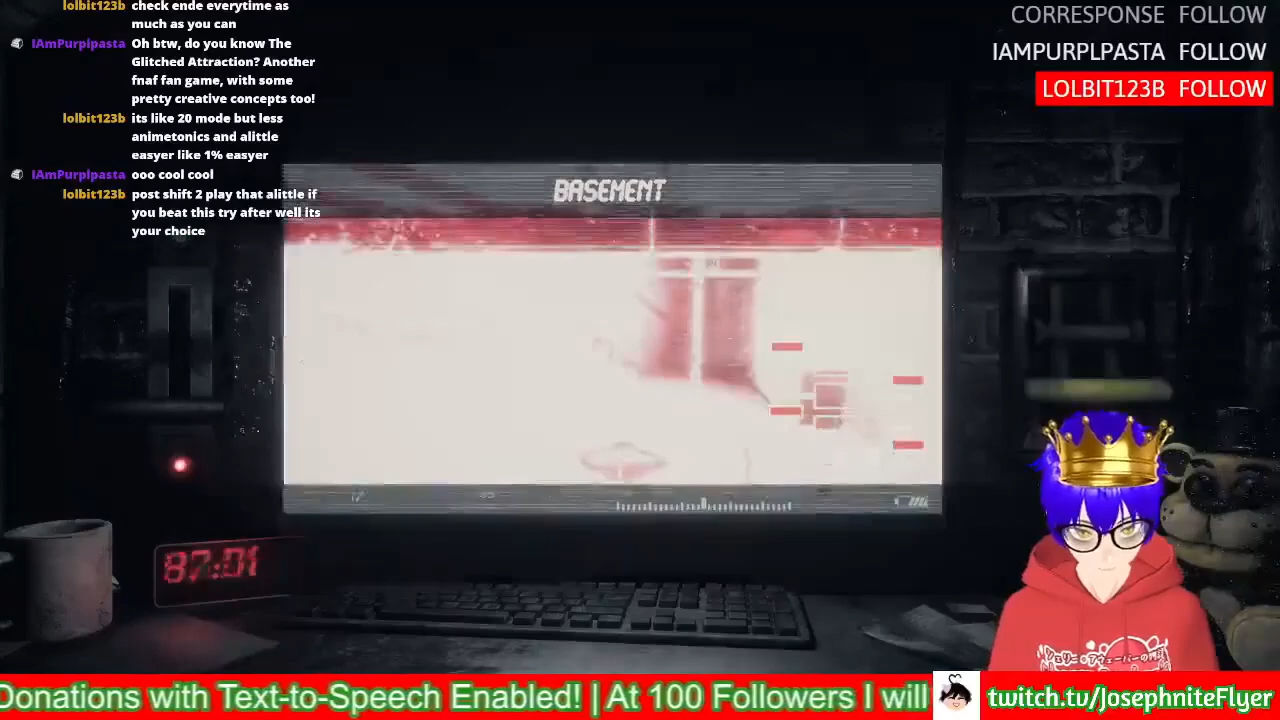 lolbit123b check ende everytime as
much as you can
IAmPurplpasta Oh btw, do you know The
Glitched Attraction? Another
fnaf fan game, with some
pretty creative concepts too!
lolbit123b its like 20 mode but less
animetonics and alittle
easyer like 1% easyer
IAmPurplpasta ooo cool cool
lolbit123b post shift 2 play that alittle if
you beat this try after well its
your choice
CORRESPONSE FOLLOW
IAMPURPLPASTA FOLLOW
LOLBIT123B FOLLOW
BASEMENT
87:01
Donations with Text-to-Speech Enabled! | At 100 Followers I will
twitch.tv/JosephniteFlyer